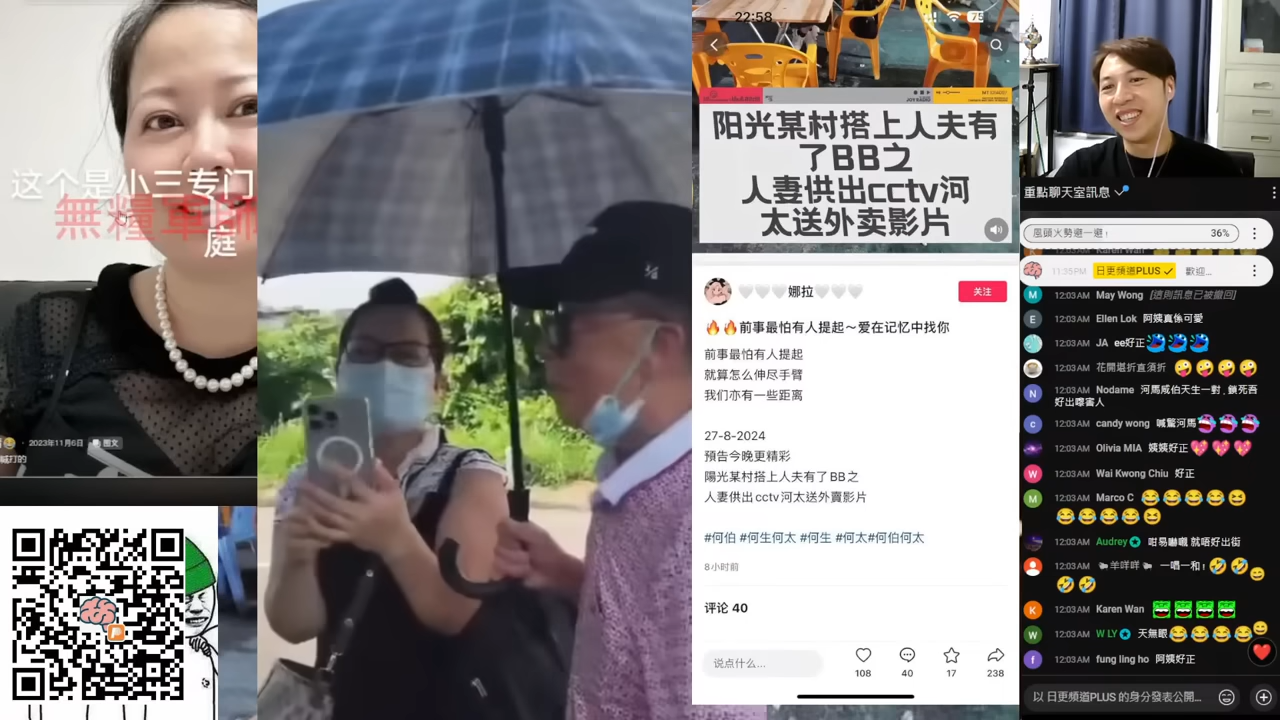 这个是小三专门
無糧軍師
庭
2023年11月6日
图文
22:58
75
阳光某村搭上人夫有
了BB之
人妻供出cctv河
太送外卖影片
娜拉
关注
🔥🔥前事最怕有人提起～爱在记忆中找你
前事最怕有人提起
就算怎么伸尽手臂
我们亦有一些距离
27-8-2024
預告今晚更精彩
陽光某村搭上人夫有了BB之
人妻供出cctv河太送外賣影片
#何伯 #何生何太 #何生 #何太#何伯何太
8小时前
评论 40
说点什么...
108
40
17
238
重點聊天室訊息
風頭火勢避一避！
36%
Karen Wan
11:55PM 日更頻道PLUS 歡迎...
12:03AM May Wong [這則訊息已被撤回]
12:03AM Ellen Lok 阿姨真係可愛
12:03AM JA ee好正
12:03AM 花開堪折直須折 🤪🤪🤪🤪
12:03AM Nodame 河馬威伯天生一對，鎖死吾
好出嚟害人
12:03AM candy wong 喊驚河馬
12:03AM Olivia MIA 姨姨好正💖💖💖
12:03AM Wai Kwong Chiu 好正
12:03AM Marco C 😂😂😂😂😆
😂😂😂😂😆
12:03AM Audrey 咁易嚇職 就唔好出街
12:03AM 羊咩咩 一唱一和！🤣🤣😄
🤣🤣
12:03AM Karen Wan
12:03AM W LY 天無眼😂😂😂😂😄
12:03AM fung ling ho 阿姨好正
以 日更頻道PLUS 的身分發表公開...